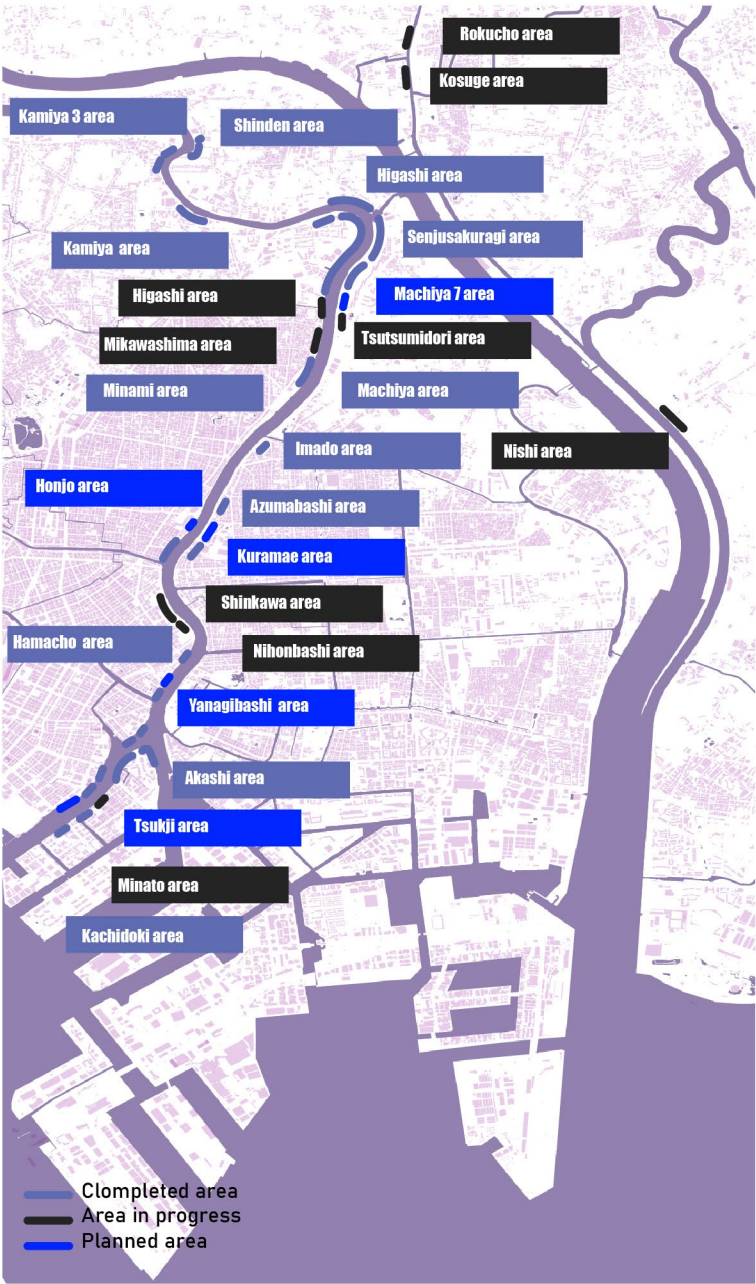 Rokucho area
Kosuge area
Kamiya 3 area
Shinden area
Higashi area
Senjusakuragi area
Kamiya area
Machiya 7 area
Higashi area
Tsutsumidori area
Mikawashima area
Minami area
Machiya area
Imado area
Nishi area
Honjo area
Azumabashi area
Kuramae area
Shinkawa area
Hamacho area
Nihonbashi area
Yanagibashi area
Akashi area
Tsukji area
Minato area
Kachidoki area
Clompleted area
Area in progress
Planned area